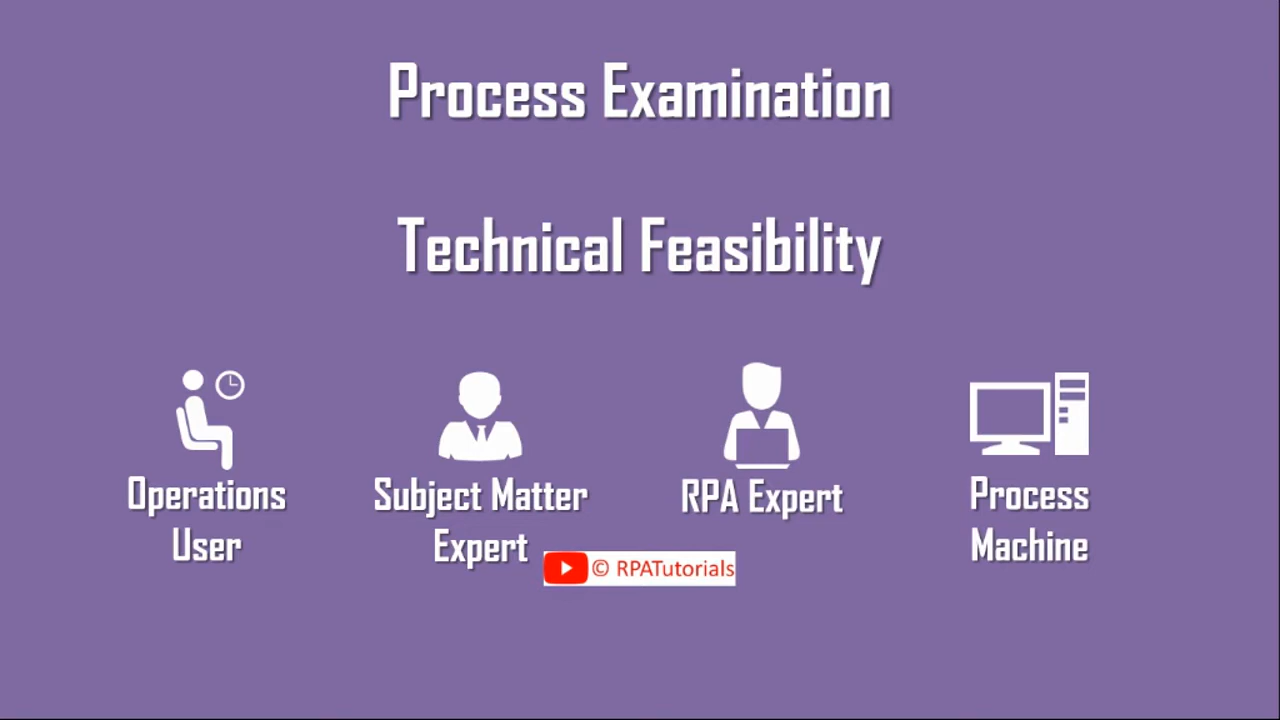 Process Examination
Technical Feasibility
Operations
User
Subject Matter
Expert
RPA Expert
Process
Machine
© RPATutorials